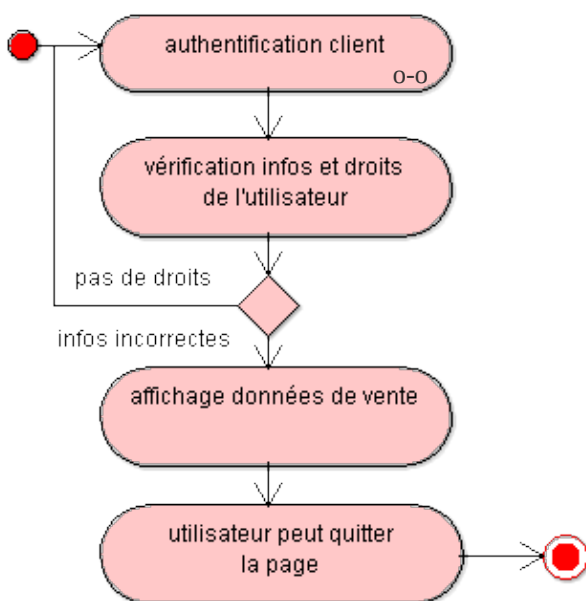 authentification client
o-o
vérification infos et droits
de l'utilisateur
pas de droits
infos incorrectes
affichage données de vente
utilisateur peut quitter
la page